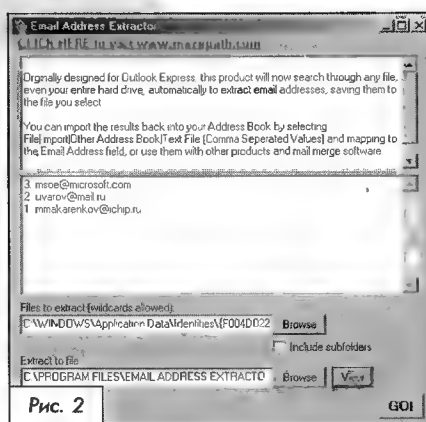 Email Address Extractor
CLICK HERE to visit www.
Orginally designed for Outlook Express, this product will now search through any file,
even your entire hard drive, automatically to extract email addresses, saving them to
the file you select
You can import the results back into your Address Book by selecting
File|Import|Other Address Book|Text File [Comma Seperated Values] and mapping to
the Email Address field, or use them with other products and mail merge software
3 msoe@microsoft.com
2 uvarov@mail.ru
1 mmakarenkov@ichip.ru
Files to extract (wildcards allowed):
C:\WINDOWS\Application Data\Identities\{F004D022 Browse
Include subfolders
Extract to file
C:\PROGRAM FILES\EMAIL ADDRESS EXTRACTO Browse View
Рис. 2 GO!